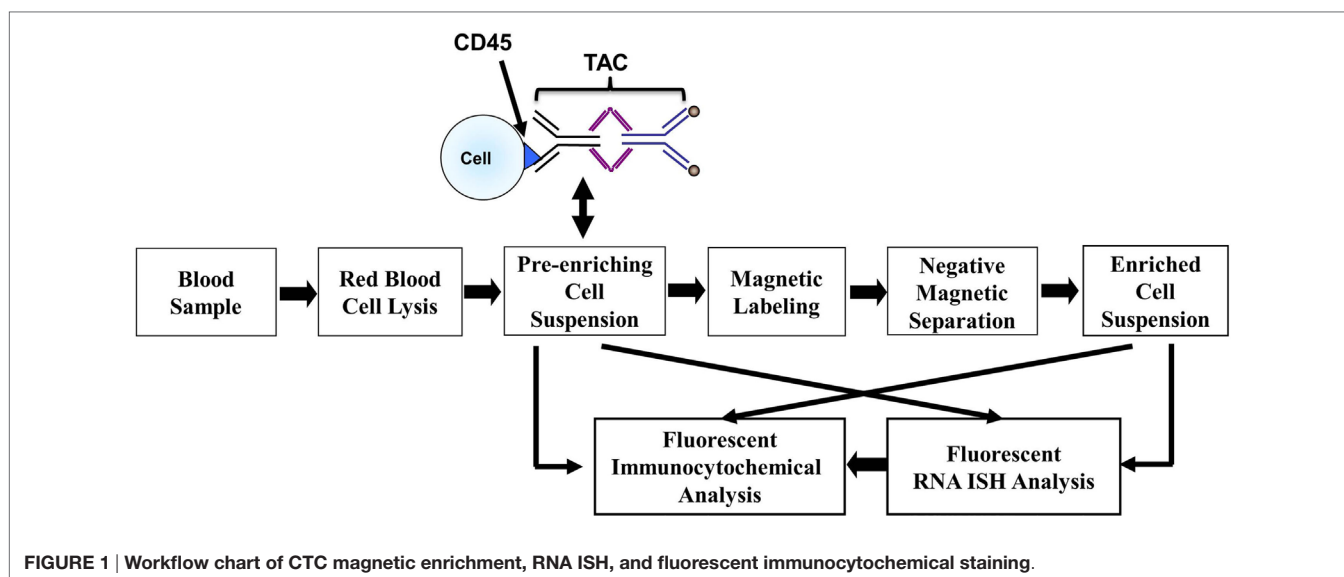 CD45
TAC
Cell
Blood
Sample
Red Blood
Cell Lysis
Pre-enriching
Cell
Suspension
Magnetic
Labeling
Negative
Magnetic
Separation
Enriched
Cell
Suspension
Fluorescent
Immunocytochemical
Analysis
Fluorescent
RNA ISH Analysis
FIGURE 1 | Workflow chart of CTC magnetic enrichment, RNA ISH, and fluorescent immunocytochemical staining.